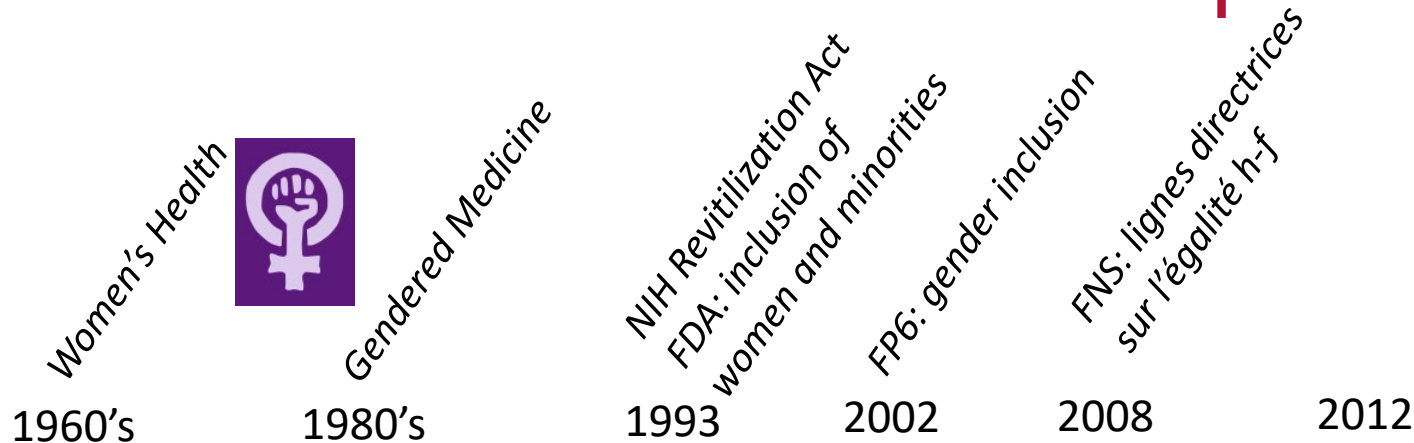 Women's Health
Gendered Medicine
NIH Revitilization Act
FDA: inclusion of
women and minorities
FP6: gender inclusion
FNS: lignes directrices
sur l'égalité h-f
1960's
1980's
1993
2002
2008
2012